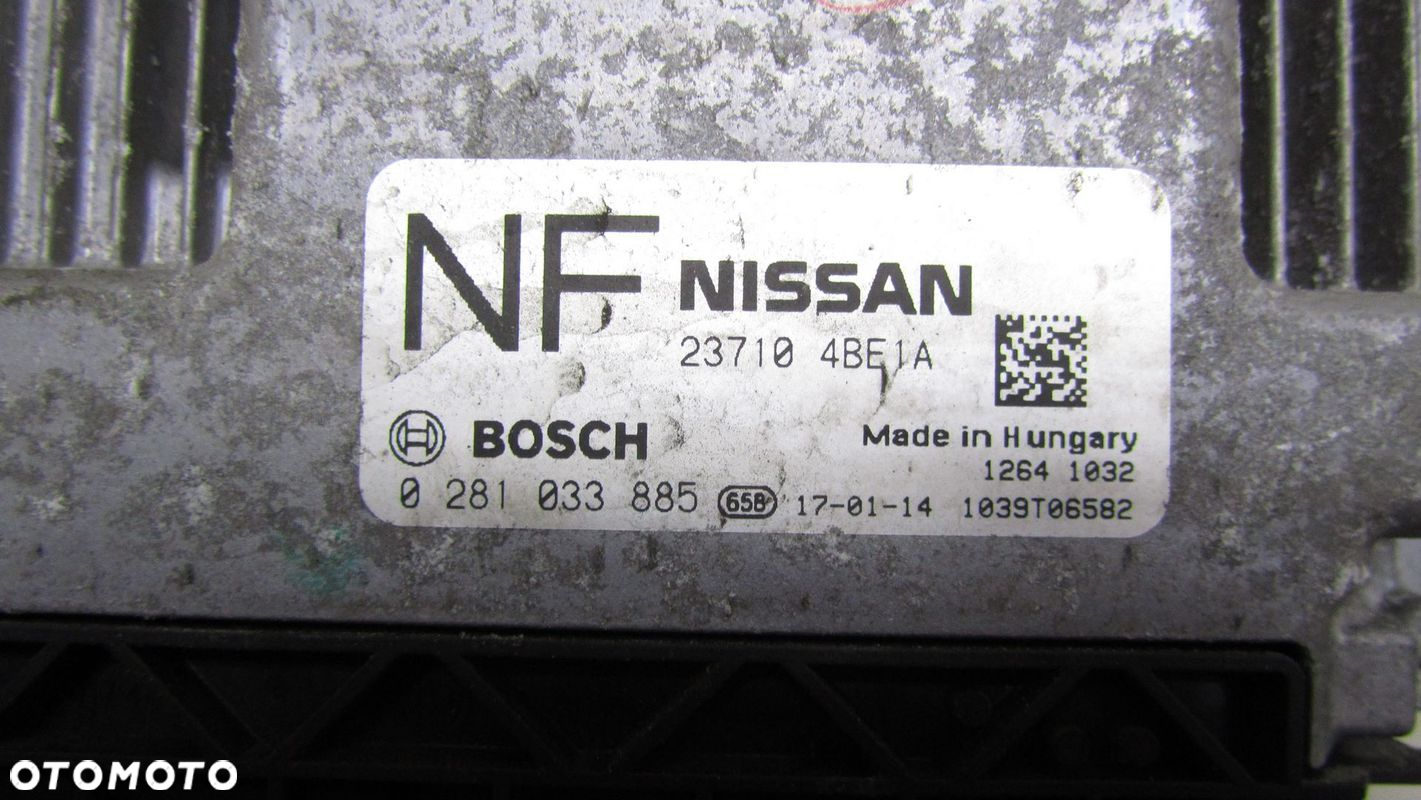 NF NISSAN
23710 4BE1A
BOSCH Made in Hungary
1264 1032
0 281 033 885 65B 17-01-14 1039T06582
OTOMOTO